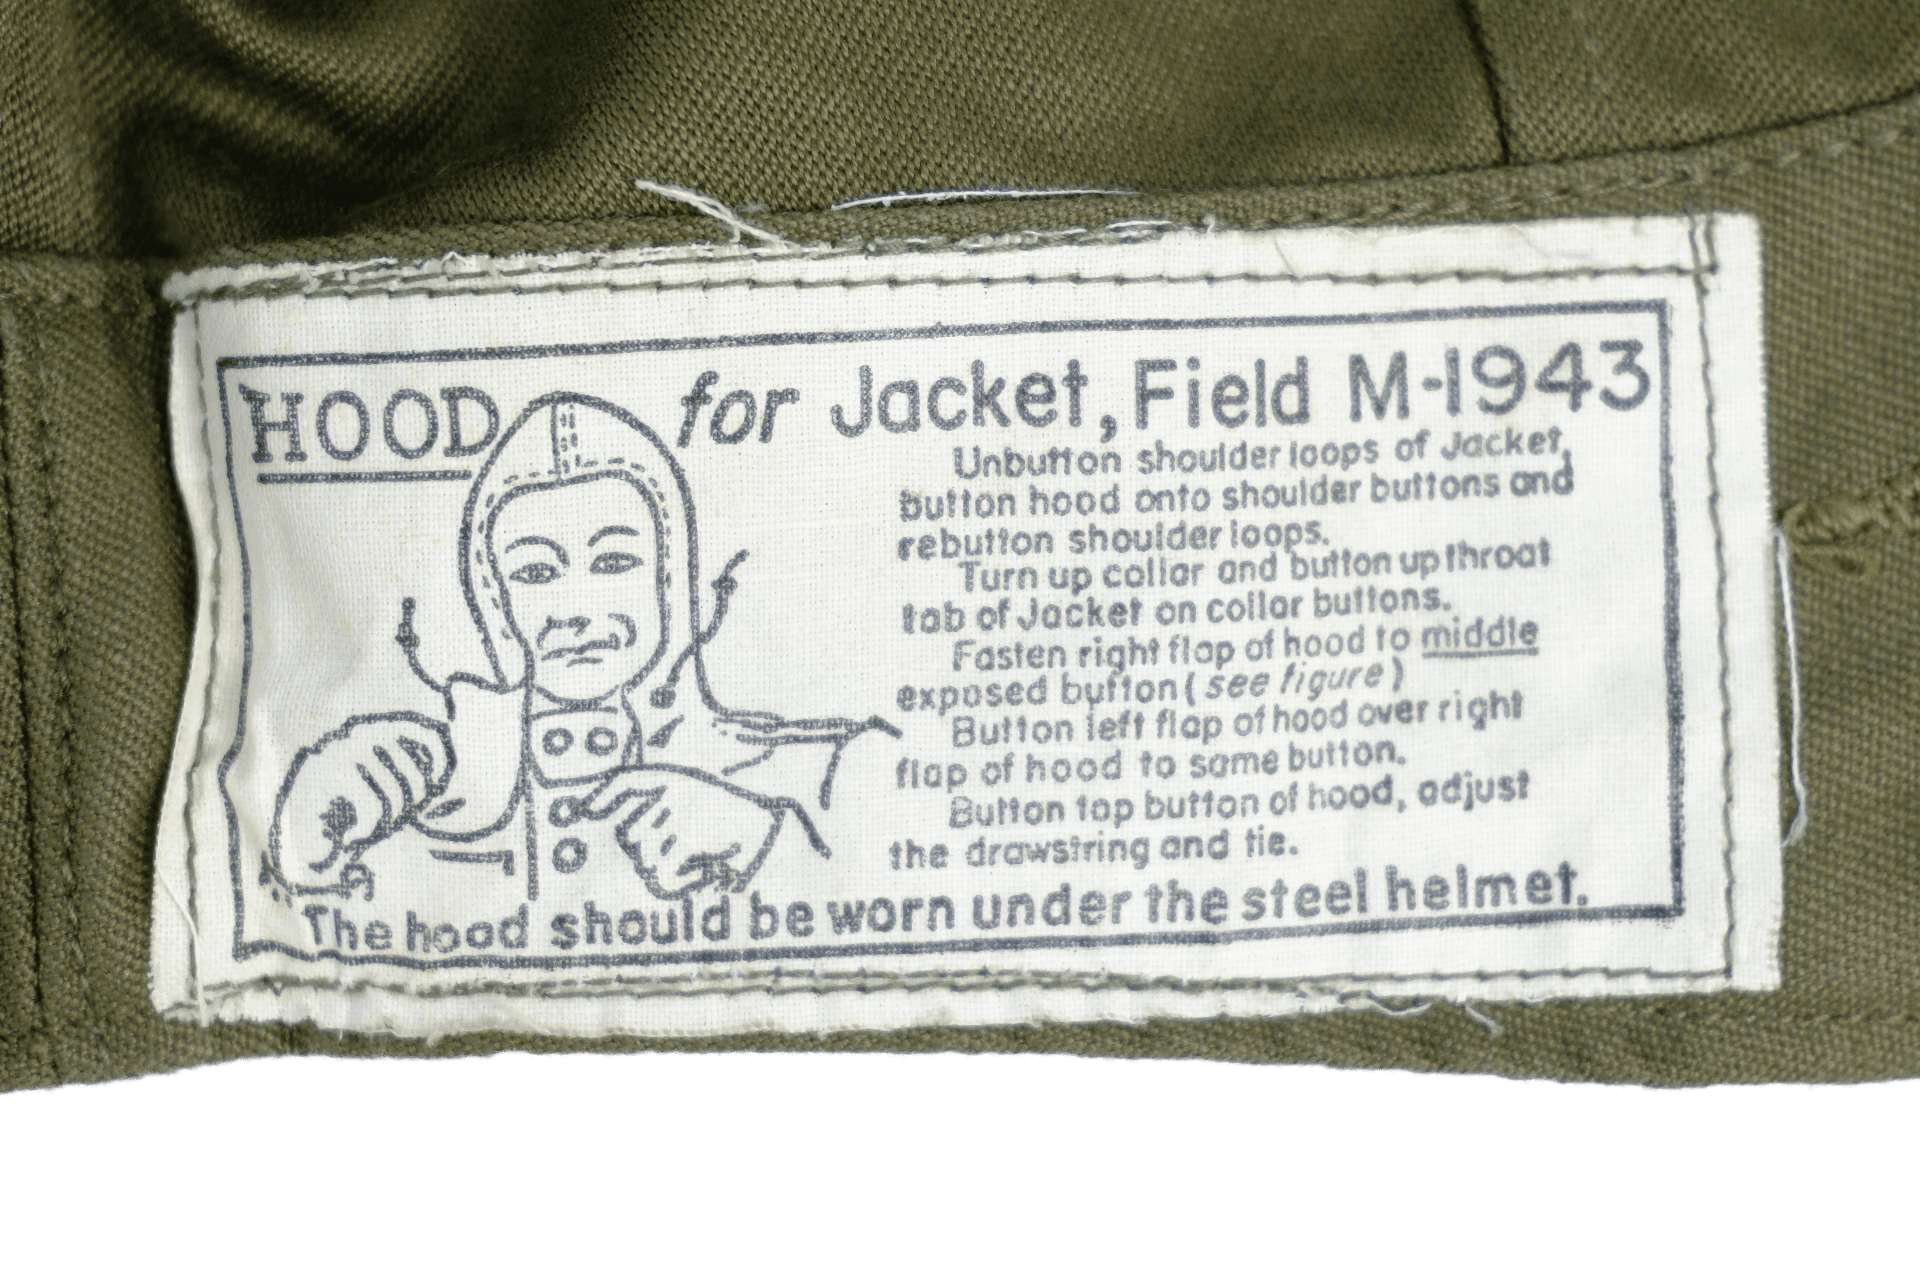 HOOD for Jacket, Field M-1943
Unbutton shoulder loops of Jacket,
button hood onto shoulder buttons and
rebutton shoulder loops.
Turn up collar and button up throat
tab of Jacket on collar buttons.
Fasten right flap of hood to middle
exposed button (see figure)
Button left flap of hood over right
flap of hood to same button.
Button top button of hood, adjust
the drawstring and tie.
The hood should be worn under the steel helmet.